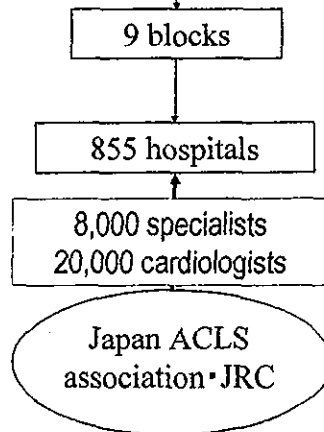 9 blocks
855 hospitals
8,000 specialists
20,000 cardiologists
Japan ACLS
association・JRC